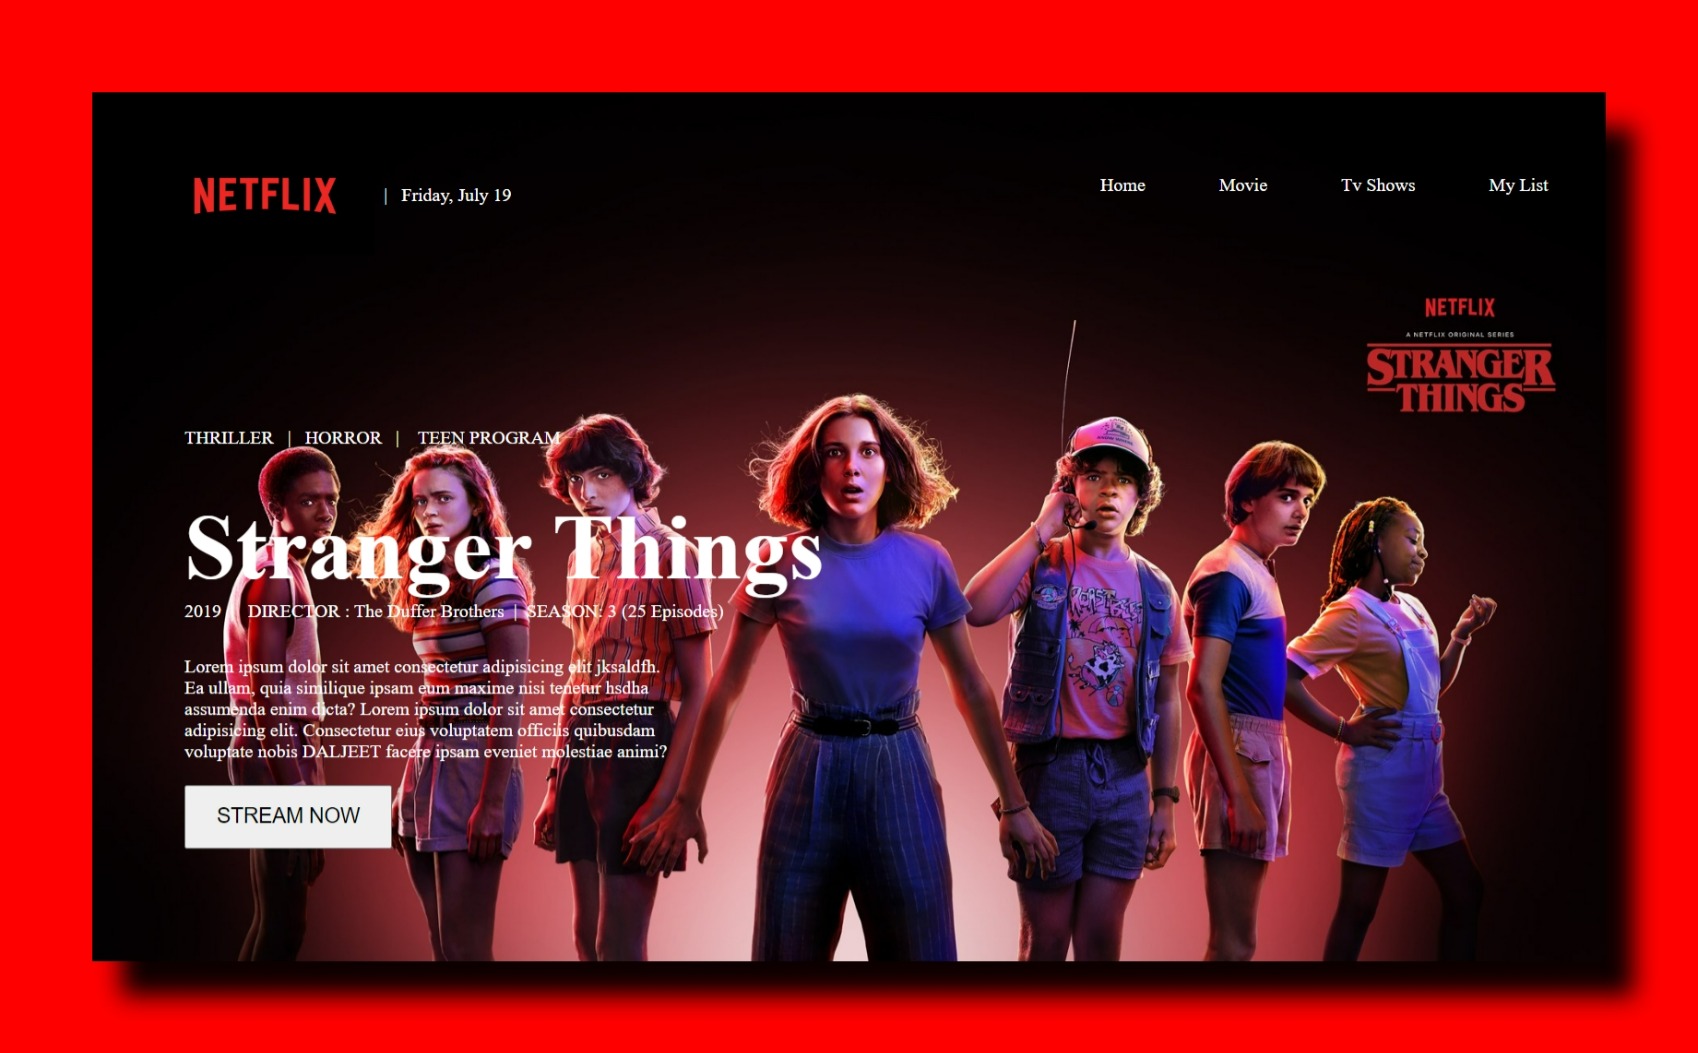 NETFLIX | Friday, July 19
Home Movie Tv Shows My List
NETFLIX
A NETFLIX ORIGINAL SERIES
STRANGER
THINGS
THRILLER | HORROR | TEEN PROGRAM
Stranger Things
2019 | DIRECTOR : The Duffer Brothers | SEASON: 3 (25 Episodes)
Lorem ipsum dolor sit amet consectetur adipisicing elit jksaldfh.
Ea ullam, quia similique ipsam eum maxime nisi tenetur hsdha
assumenda enim dicta? Lorem ipsum dolor sit amet consectetur
adipisicing elit. Consectetur eius voluptatem officiis quibusdam
voluptate nobis DALJEET facere ipsam eveniet molestiae animi?
STREAM NOW